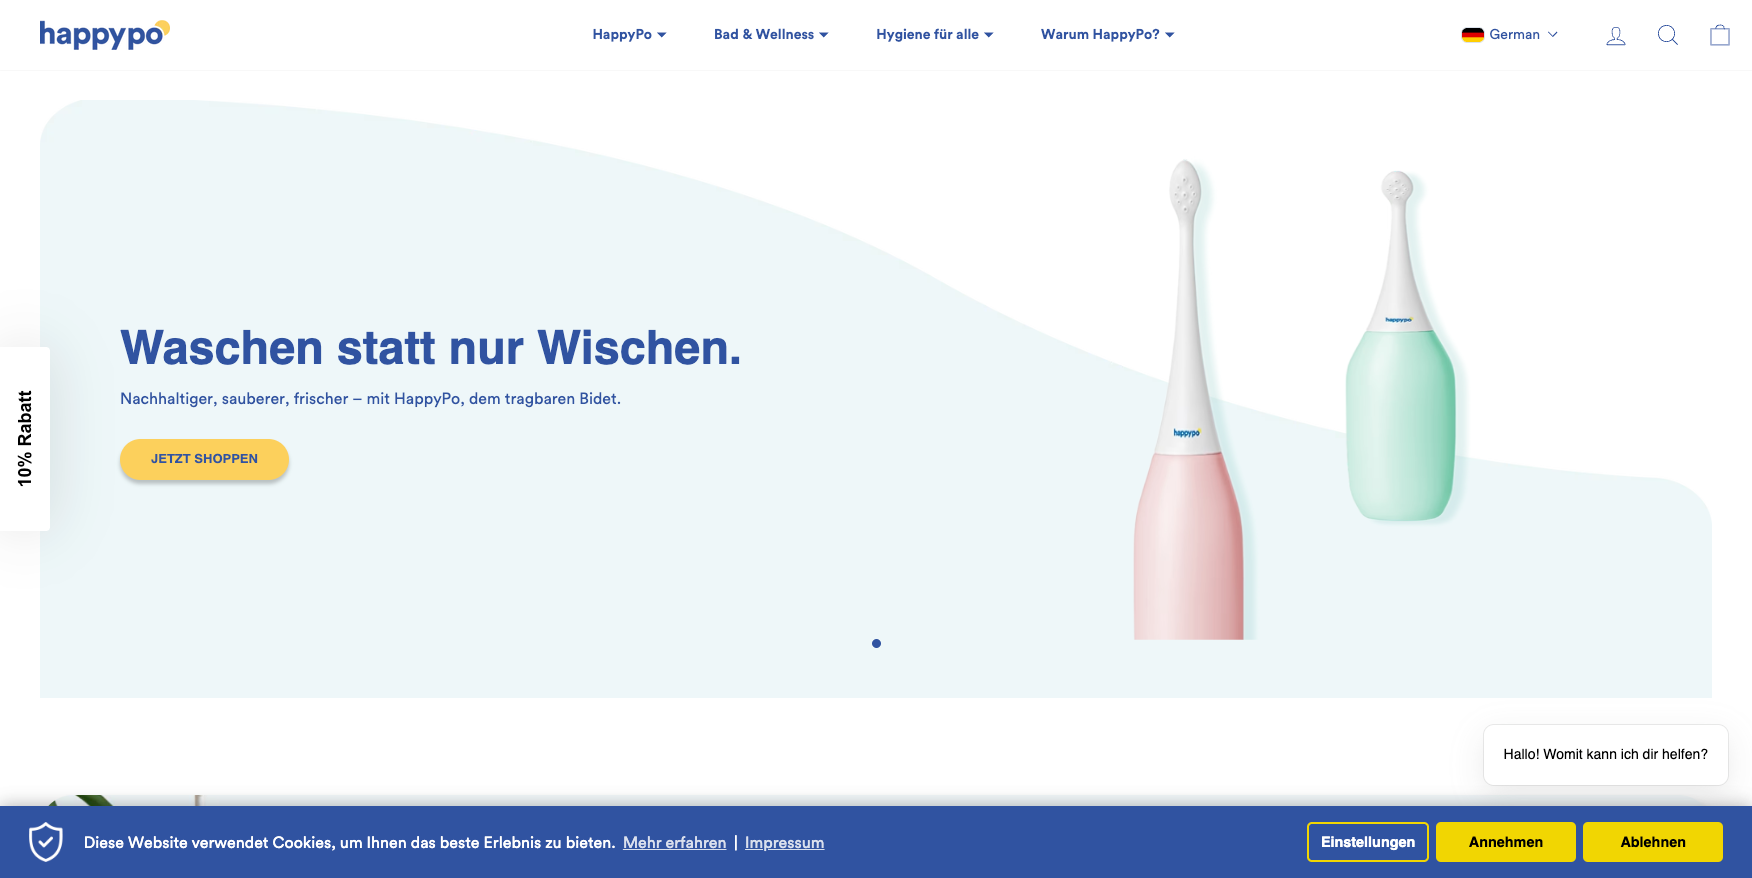 happypo
HappyPo
Bad & Wellness
Hygiene für alle
Warum HappyPo?
German
Waschen statt nur Wischen.
Nachhaltiger, sauberer, frischer – mit HappyPo, dem tragbaren Bidet.
JETZT SHOPPEN
10% Rabatt
happypo
happypo
Hallo! Womit kann ich dir helfen?
Diese Website verwendet Cookies, um Ihnen das beste Erlebnis zu bieten. Mehr erfahren | Impressum
Einstellungen
Annehmen
Ablehnen